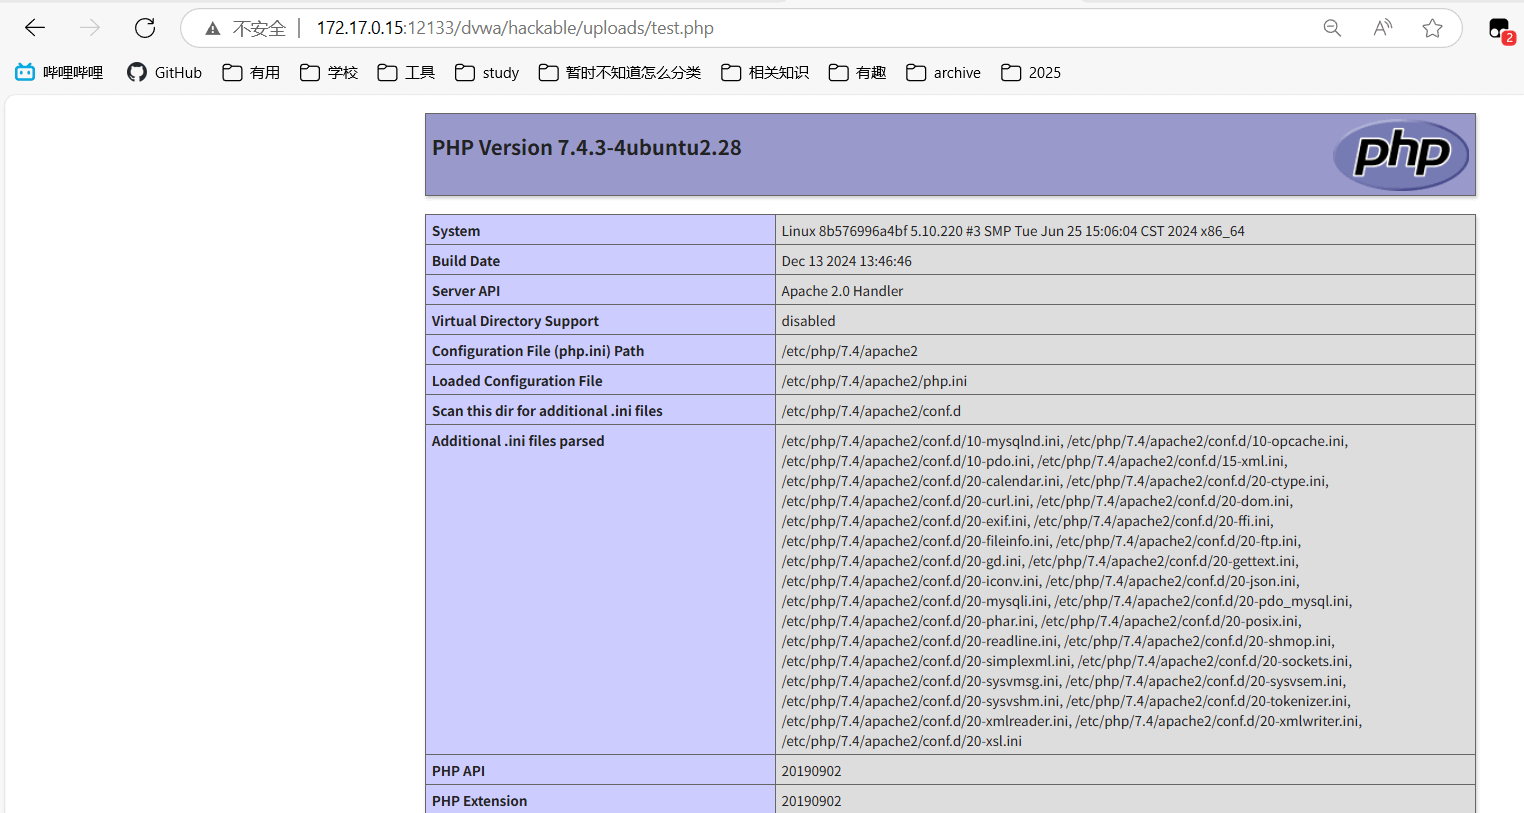 不安全 172.17.0.15:12133/dvwa/hackable/uploads/test.php
2
哔哩哔哩 GitHub 有用 学校 工具 study 暂时不知道怎么分类 相关知识 有趣 archive 2025
PHP Version 7.4.3-4ubuntu2.28 php
System Linux 8b576996a4bf 5.10.220 #3 SMP Tue Jun 25 15:06:04 CST 2024 x86_64
Build Date Dec 13 2024 13:46:46
Server API Apache 2.0 Handler
Virtual Directory Support disabled
Configuration File (php.ini) Path /etc/php/7.4/apache2
Loaded Configuration File /etc/php/7.4/apache2/php.ini
Scan this dir for additional .ini files /etc/php/7.4/apache2/conf.d
Additional .ini files parsed /etc/php/7.4/apache2/conf.d/10-mysqlnd.ini, /etc/php/7.4/apache2/conf.d/10-opcache.ini,
/etc/php/7.4/apache2/conf.d/10-pdo.ini, /etc/php/7.4/apache2/conf.d/15-xml.ini,
/etc/php/7.4/apache2/conf.d/20-calendar.ini, /etc/php/7.4/apache2/conf.d/20-ctype.ini,
/etc/php/7.4/apache2/conf.d/20-curl.ini, /etc/php/7.4/apache2/conf.d/20-dom.ini,
/etc/php/7.4/apache2/conf.d/20-exif.ini, /etc/php/7.4/apache2/conf.d/20-ffi.ini,
/etc/php/7.4/apache2/conf.d/20-fileinfo.ini, /etc/php/7.4/apache2/conf.d/20-ftp.ini,
/etc/php/7.4/apache2/conf.d/20-gd.ini, /etc/php/7.4/apache2/conf.d/20-gettext.ini,
/etc/php/7.4/apache2/conf.d/20-iconv.ini, /etc/php/7.4/apache2/conf.d/20-json.ini,
/etc/php/7.4/apache2/conf.d/20-mysqli.ini, /etc/php/7.4/apache2/conf.d/20-pdo_mysql.ini,
/etc/php/7.4/apache2/conf.d/20-phar.ini, /etc/php/7.4/apache2/conf.d/20-posix.ini,
/etc/php/7.4/apache2/conf.d/20-readline.ini, /etc/php/7.4/apache2/conf.d/20-shmop.ini,
/etc/php/7.4/apache2/conf.d/20-simplexml.ini, /etc/php/7.4/apache2/conf.d/20-sockets.ini,
/etc/php/7.4/apache2/conf.d/20-sysvmsg.ini, /etc/php/7.4/apache2/conf.d/20-sysvsem.ini,
/etc/php/7.4/apache2/conf.d/20-sysvshm.ini, /etc/php/7.4/apache2/conf.d/20-tokenizer.ini,
/etc/php/7.4/apache2/conf.d/20-xmlreader.ini, /etc/php/7.4/apache2/conf.d/20-xmlwriter.ini,
/etc/php/7.4/apache2/conf.d/20-xsl.ini
PHP API 20190902
PHP Extension 20190902